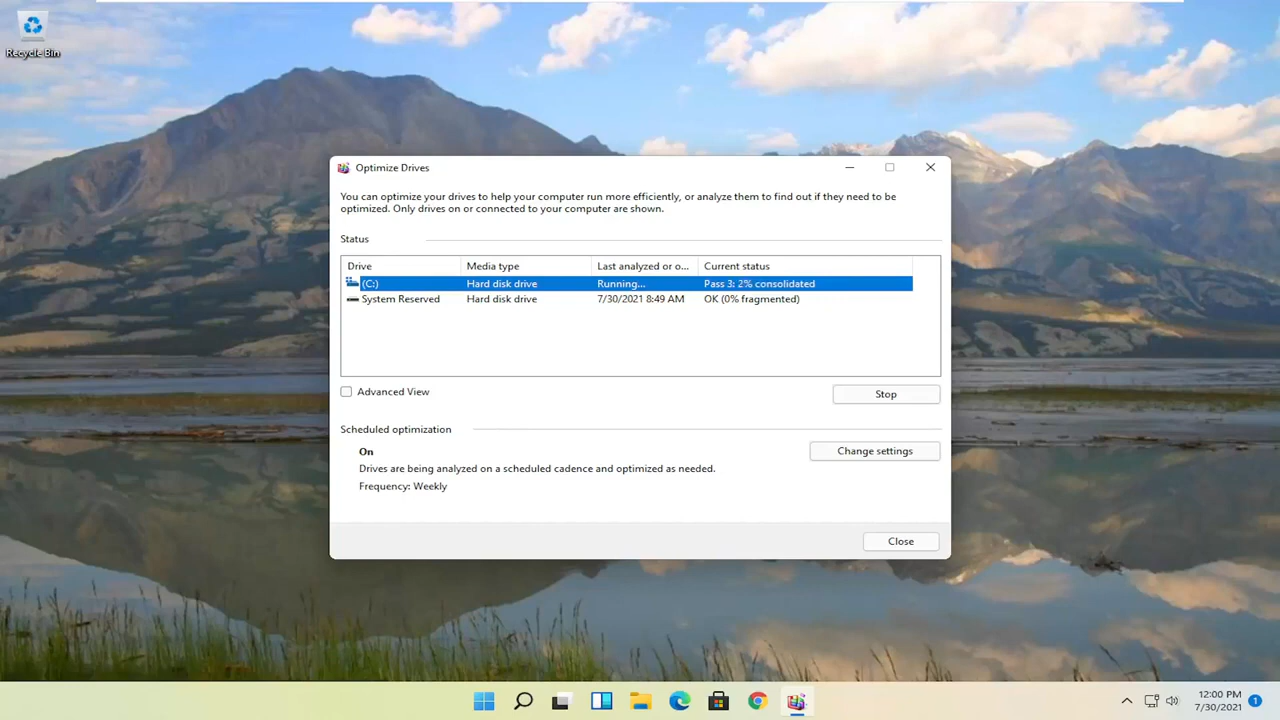 Recycle Bin
Optimize Drives
You can optimize your drives to help your computer run more efficiently, or analyze them to find out if they need to be
optimized. Only drives on or connected to your computer are shown.
Status
Drive Media type Last analyzed or o... Current status
(C:) Hard disk drive Running... Pass 3: 2% consolidated
System Reserved Hard disk drive 7/30/2021 8:49 AM OK (0% fragmented)
Advanced View
Stop
Scheduled optimization
On
Change settings
Drives are being analyzed on a scheduled cadence and optimized as needed.
Frequency: Weekly
Close
12:00 PM
7/30/2021
1